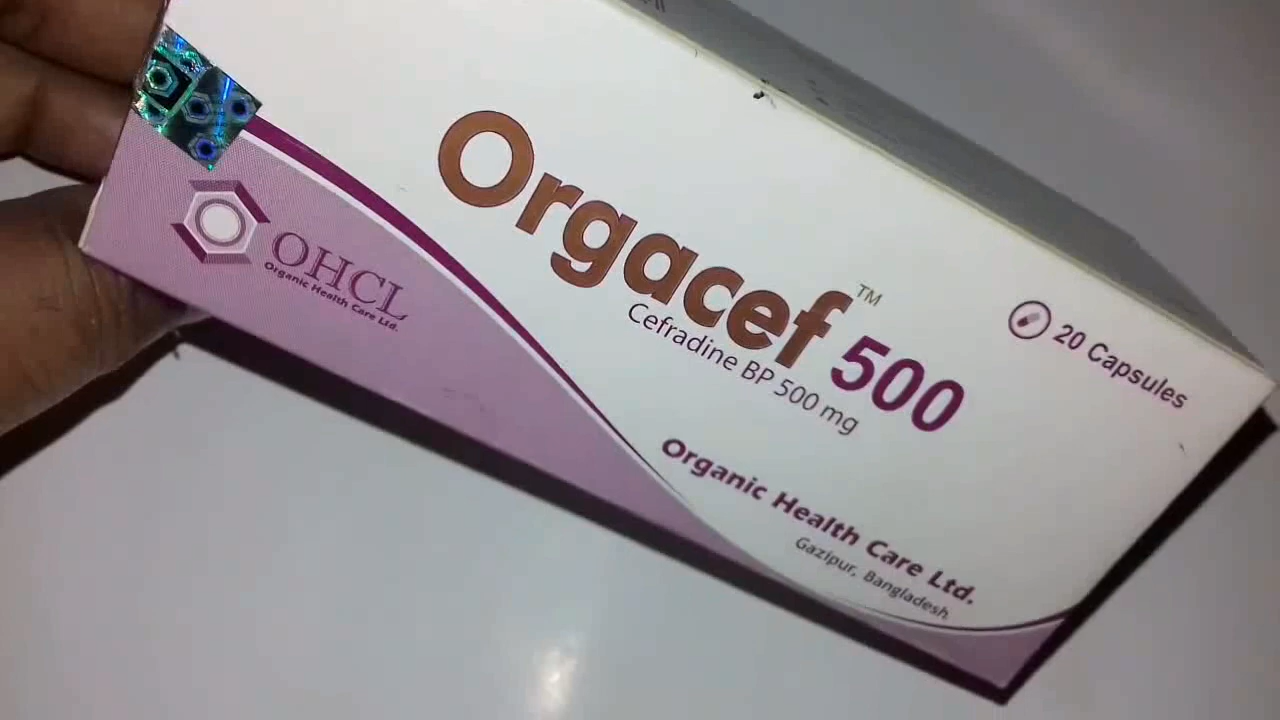 OHCL
Organic Health Care Ltd.
Orgacef™ 500
Cefradine BP 500 mg
20 Capsules
Organic Health Care Ltd.
Gazipur, Bangladesh